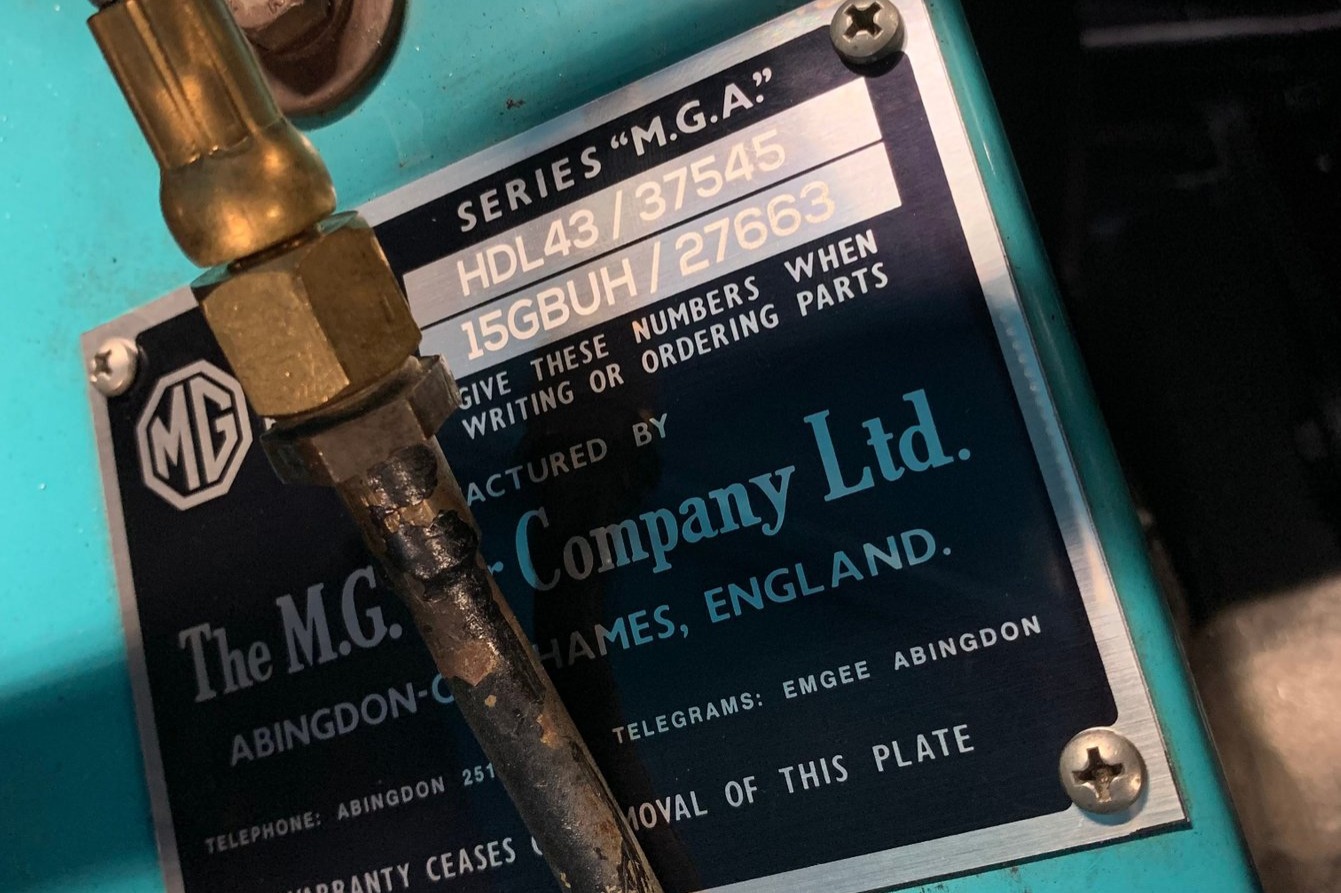 SERIES "M.G.A."
HDL43 / 37545
15GBUH / 27663
GIVE THESE NUMBERS WHEN
WRITING OR ORDERING PARTS
MG
ACTURED BY
The M.G. Company Ltd.
ABINGDON- HAMES, ENGLAND.
TELEPHONE: ABINGDON 251 TELEGRAMS: EMGEE ABINGDON
WARRANTY CEASES MOVAL OF THIS PLATE